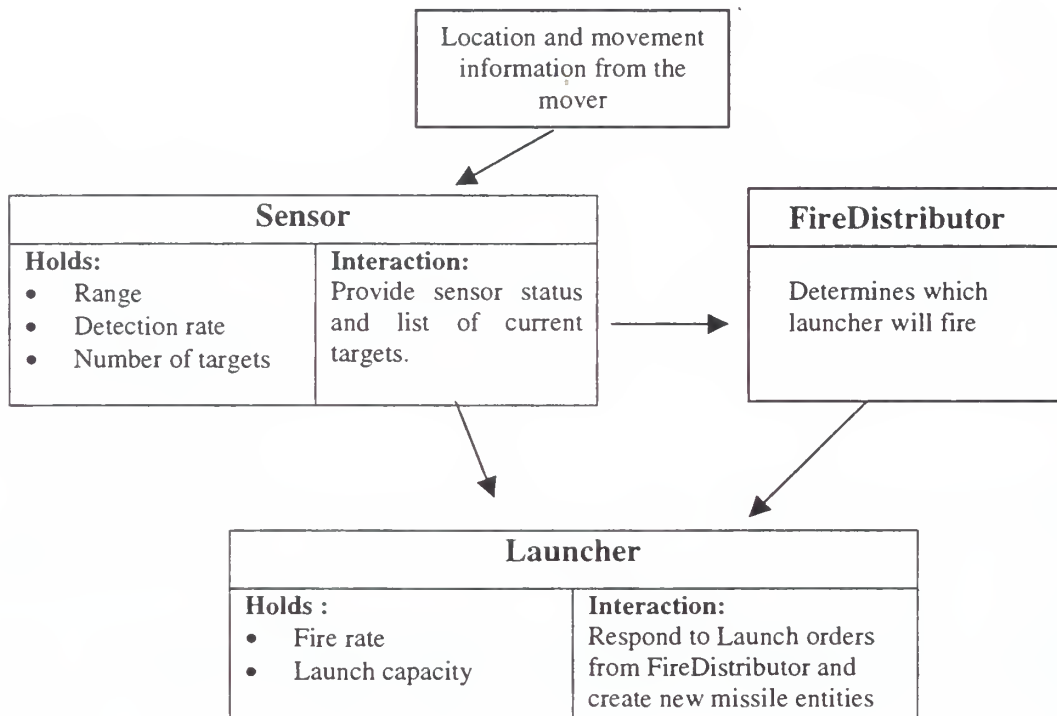 Location and movement
information from the
mover
Sensor
Holds:
• Range
• Detection rate
• Number of targets
Interaction:
Provide sensor status
and list of current
targets.
FireDistributor
Determines which
launcher will fire
Launcher
Holds :
• Fire rate
• Launch capacity
Interaction:
Respond to Launch orders
from FireDistributor and
create new missile entities